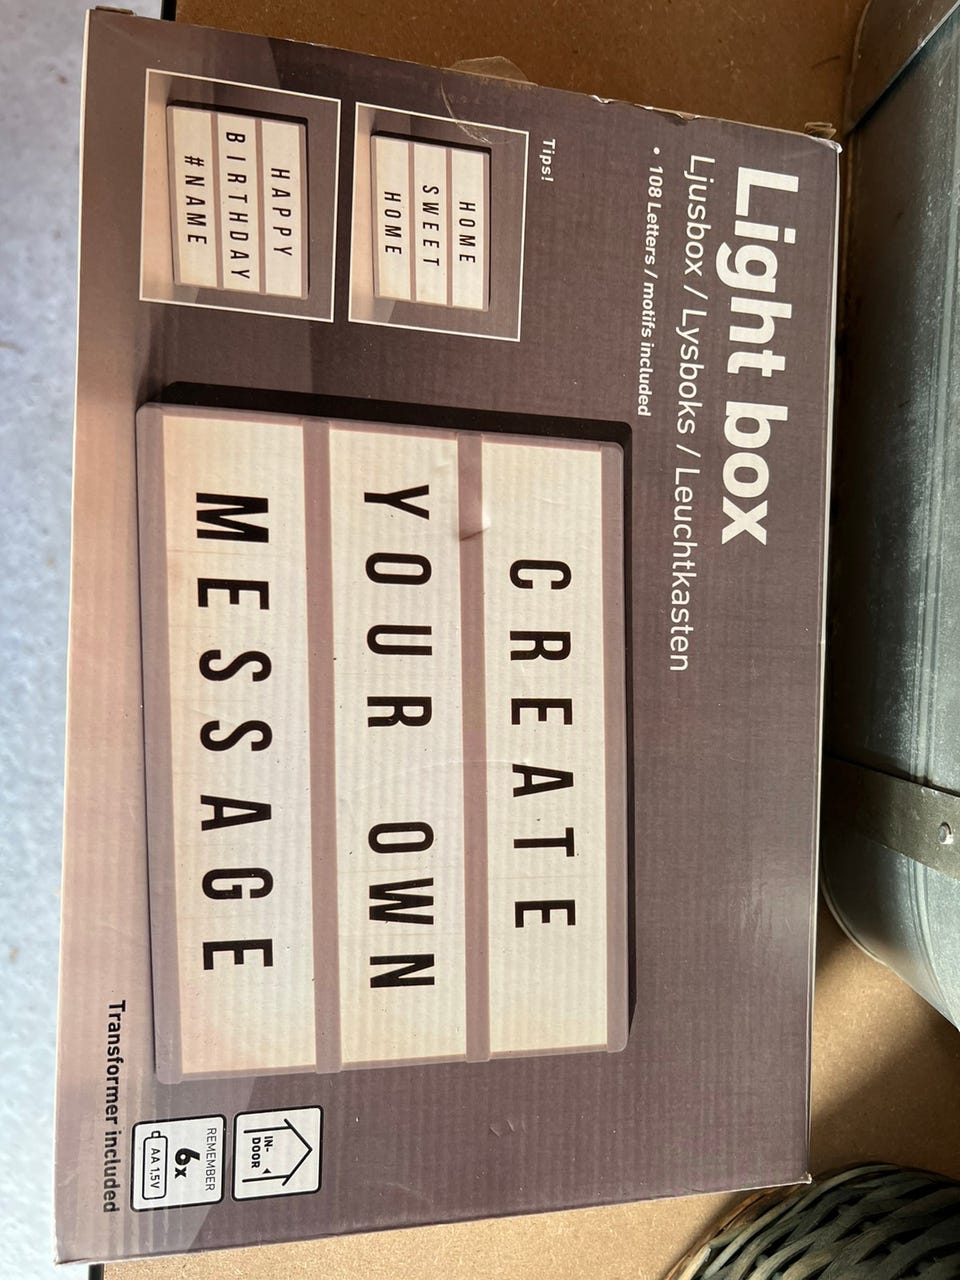 Light box
Ljusbox / Lysboks / Leuchtkasten
• 108 Letters / motifs included
Tips!
HOME
SWEET
HOME
HAPPY
BIRTHDAY
#NAME
CREATE
YOUR OWN
MESSAGE
IN-
DOOR
REMEMBER
6x
AA 1,5V
Transformer included